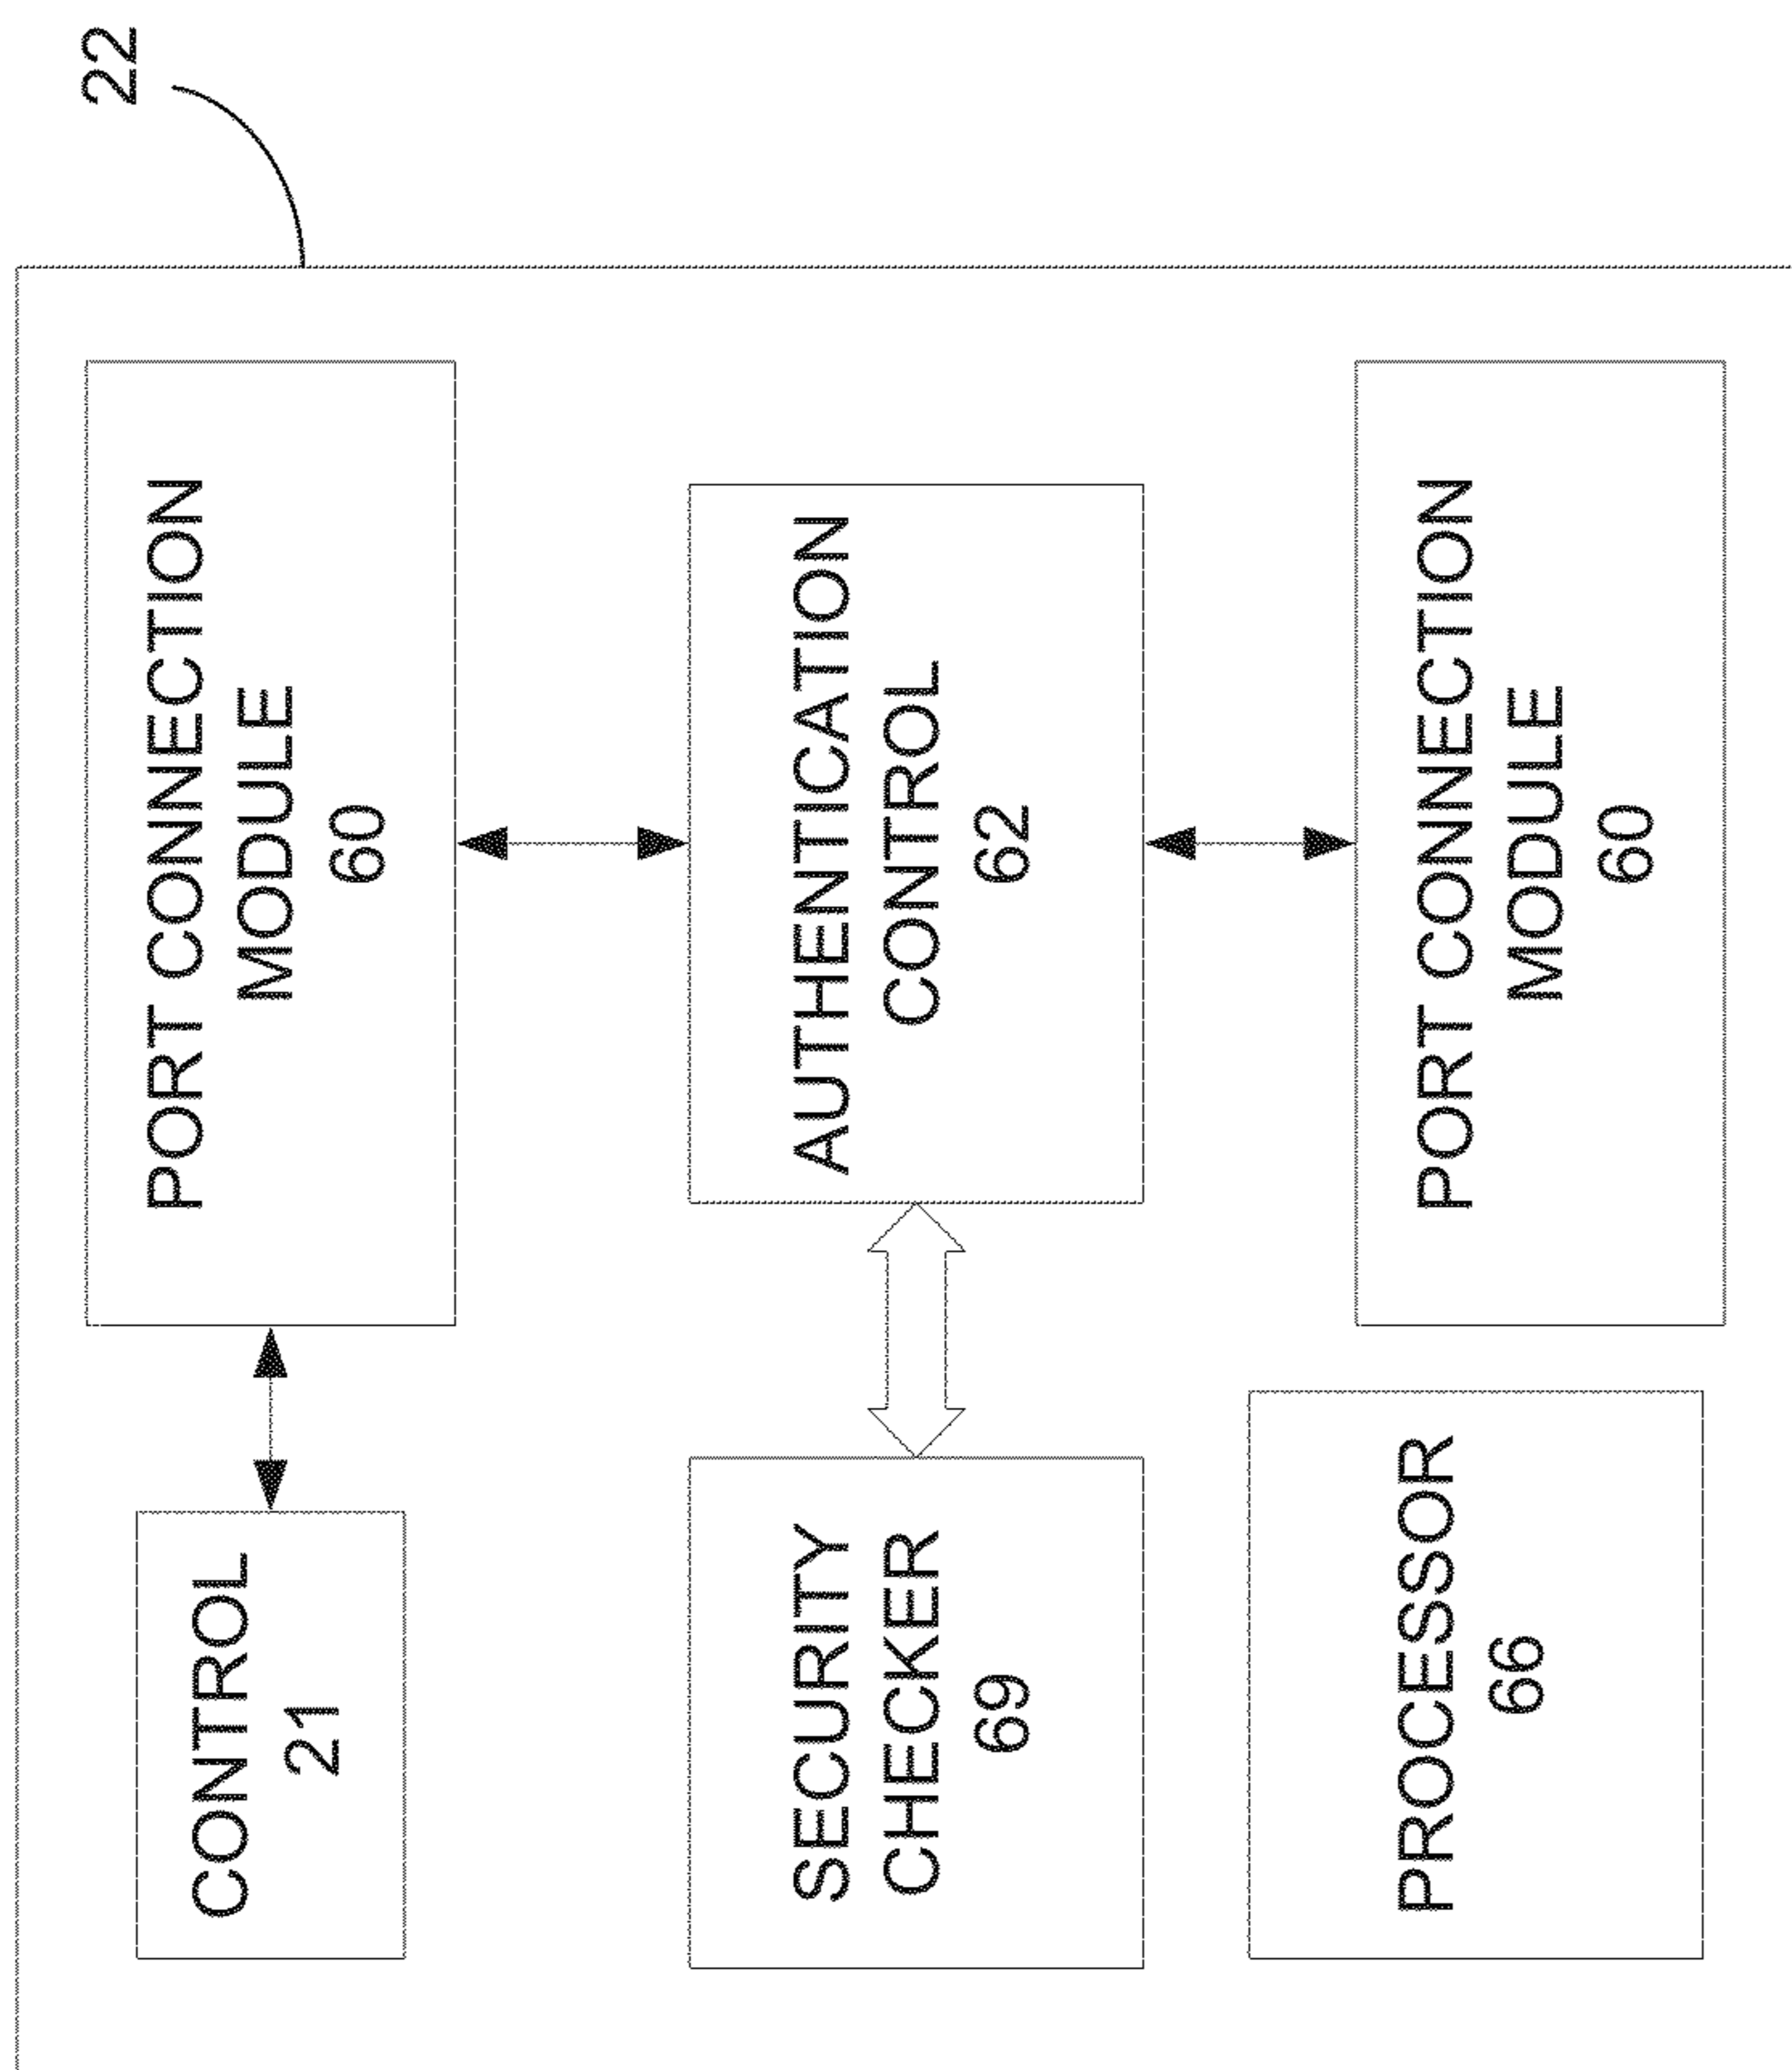 22
CONTROL
21
PORT CONNECTION
MODULE
60
SECURITY
CHECKER
69
AUTHENTICATION
CONTROL
62
PROCESSOR
66
PORT CONNECTION
MODULE
60